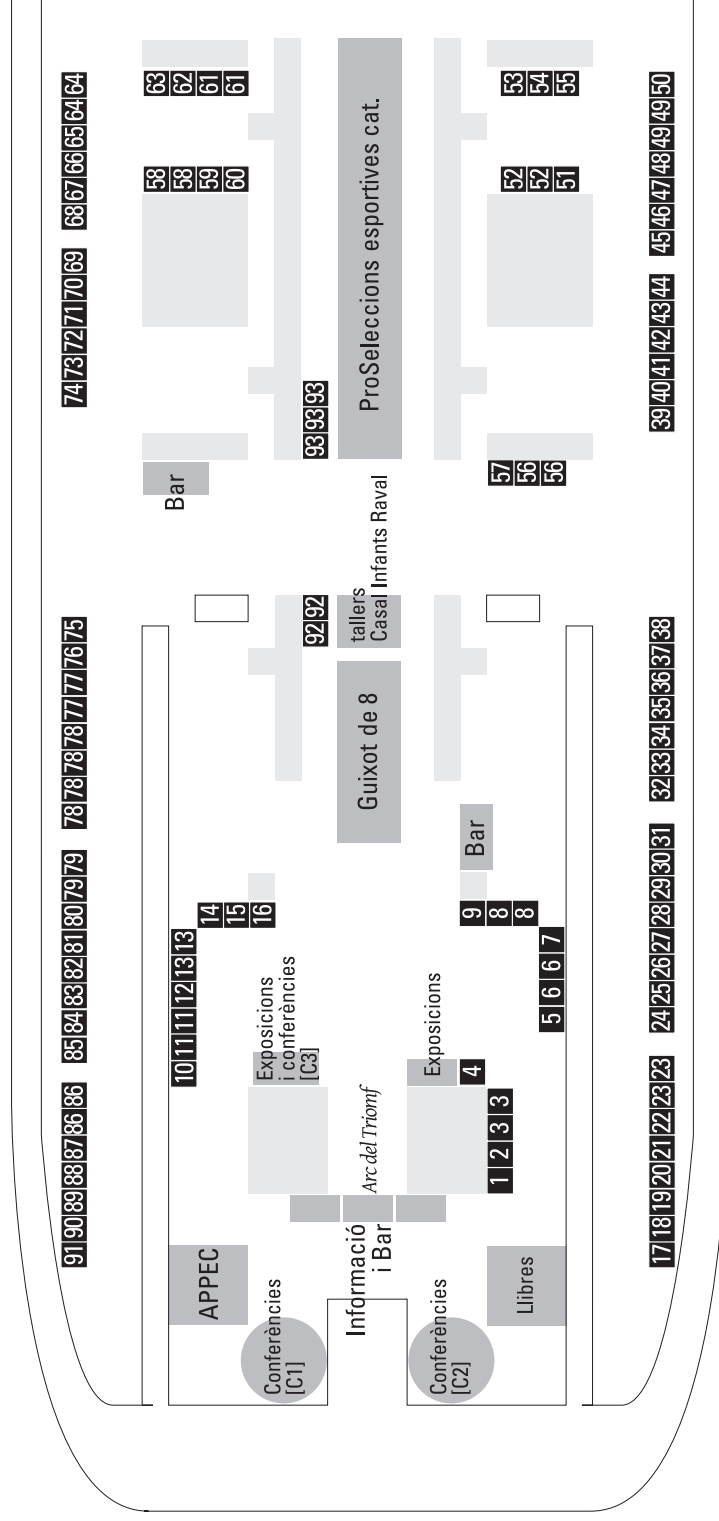 91 90 89 88 87 86 86
85 84 83 82 81 80 79 79
78 78 78 78 77 77 76 75
74 73 72 71 70 69
68 67 66 65 64 64
58
63
58
62
59
61
60
61
Bar
10 11 11 12 13 13
14
15
16
APPEC
Exposicions
i conferències
[C3]
Conferències
[C1]
93 93 93
92 92
tallers
Casal Infants Raval
ProSeleccions esportives cat.
Guixot de 8
Arc del Triomf
Informació
i Bar
Exposicions
Conferències
[C2]
Bar
4
9
8
8
1 2 3 3
5 6 6 7
Llibres
57
56
56
52
53
52
54
51
55
17 18 19 20 21 22 23 23
24 25 26 27 28 29 30 31
32 33 34 35 36 37 38
39 40 41 42 43 44
45 46 47 48 49 49 50